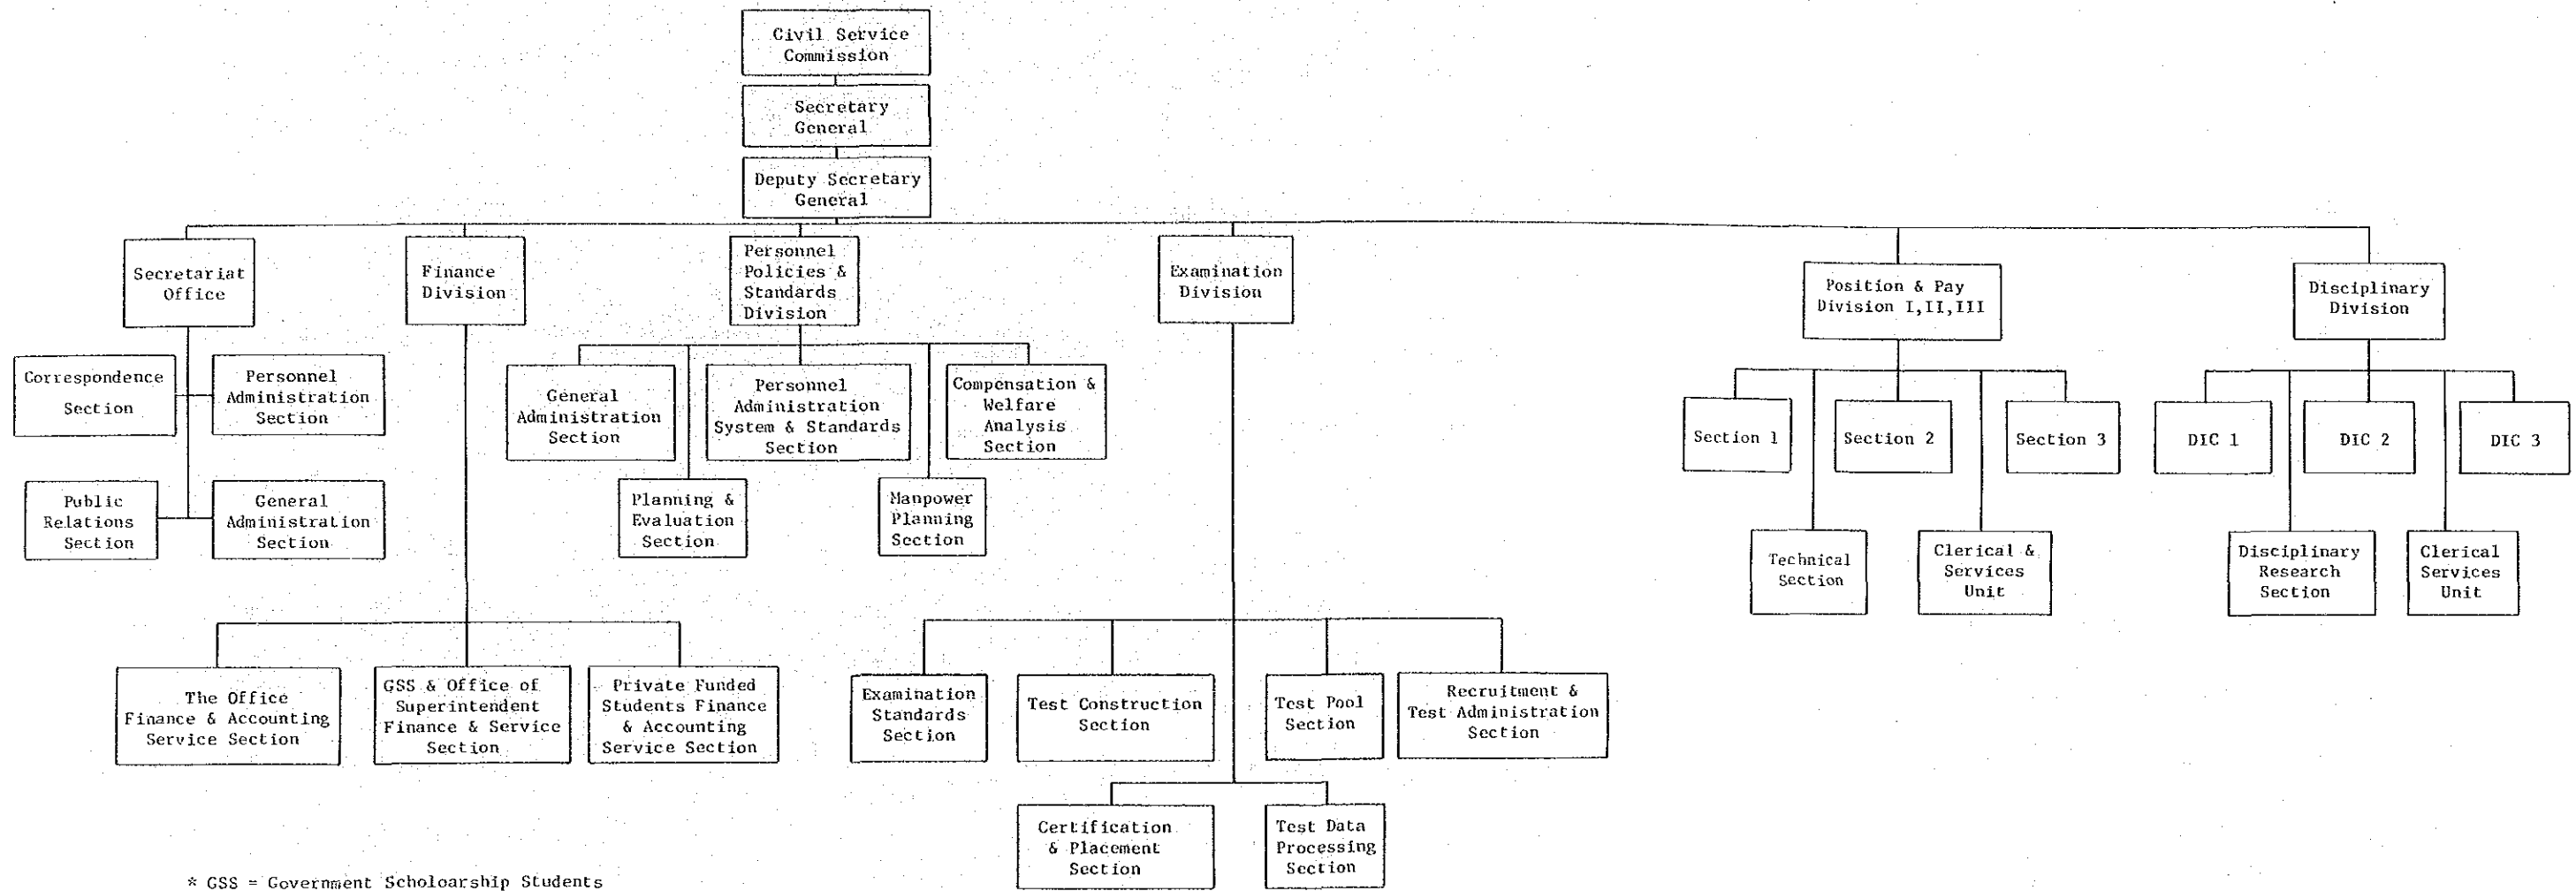 Civil Service
Commission
Secretary
General
Deputy Secretary
General
Secretariat
Office
Finance
Division
Personnel
Policies &
Standards
Division
Examination
Division
Position & Pay
Division I,II,III
Disciplinary
Division
Correspondence
Section
Personnel
Administration
Section
Public
Relations
Section
General
Administration
Section
General
Administration
Section
Personnel
Administration
System & Standards
Section
Compensation &
Welfare
Analysis
Section
Planning &
Evaluation
Section
Manpower
Planning
Section
Section 1
Section 2
Section 3
Technical
Section
Clerical &
Services
Unit
DIC 1
DIC 2
DIC 3
Disciplinary
Research
Section
Clerical
Services
Unit
The Office
Finance & Accounting
Service Section
GSS & Office of
Superintendent
Finance & Service
Section
Private Funded
Students Finance
& Accounting
Service Section
Examination
Standards
Section
Test Construction
Section
Test Pool
Section
Recruitment &
Test Administration
Section
Certification
& Placement
Section
Test Data
Processing
Section
* GSS = Government Scholoarship Students